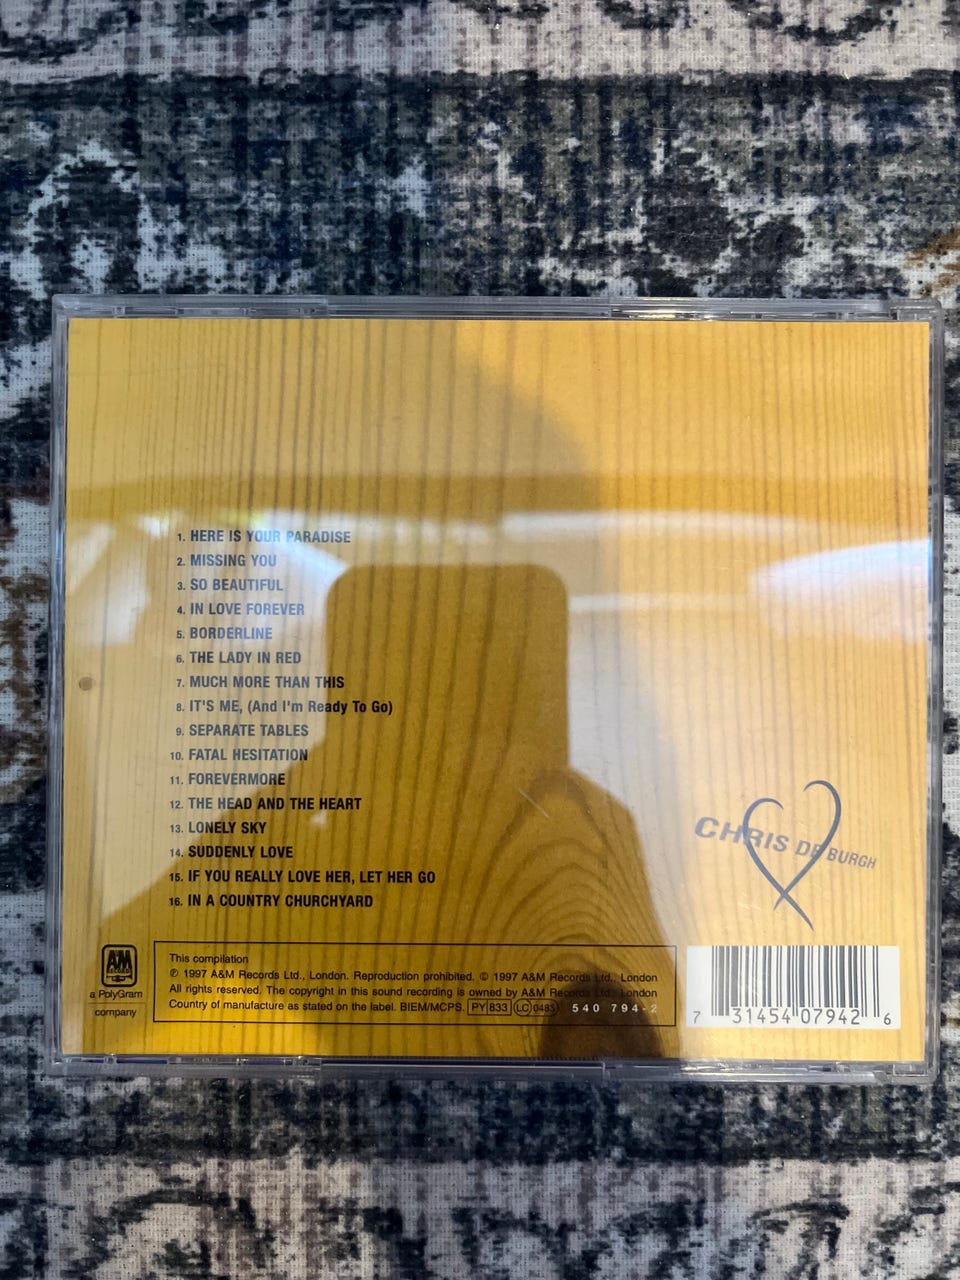 1. HERE IS YOUR PARADISE
2. MISSING YOU
3. SO BEAUTIFUL
4. IN LOVE FOREVER
5. BORDERLINE
6. THE LADY IN RED
7. MUCH MORE THAN THIS
8. IT'S ME, (And I'm Ready To Go)
9. SEPARATE TABLES
10. FATAL HESITATION
11. FOREVERMORE
12. THE HEAD AND THE HEART
13. LONELY SKY
14. SUDDENLY LOVE
15. IF YOU REALLY LOVE HER, LET HER GO
16. IN A COUNTRY CHURCHYARD
CHRIS DE BURGH
A&M
RECORDS
a PolyGram
company
This compilation
℗ 1997 A&M Records Ltd., London. Reproduction prohibited. © 1997 A&M Records Ltd., London
All rights reserved. The copyright in this sound recording is owned by A&M Records Ltd., London
Country of manufacture as stated on the label. BIEM/MCPS. PY 833 LC 0485 540 794-2
7 31454 07942 6